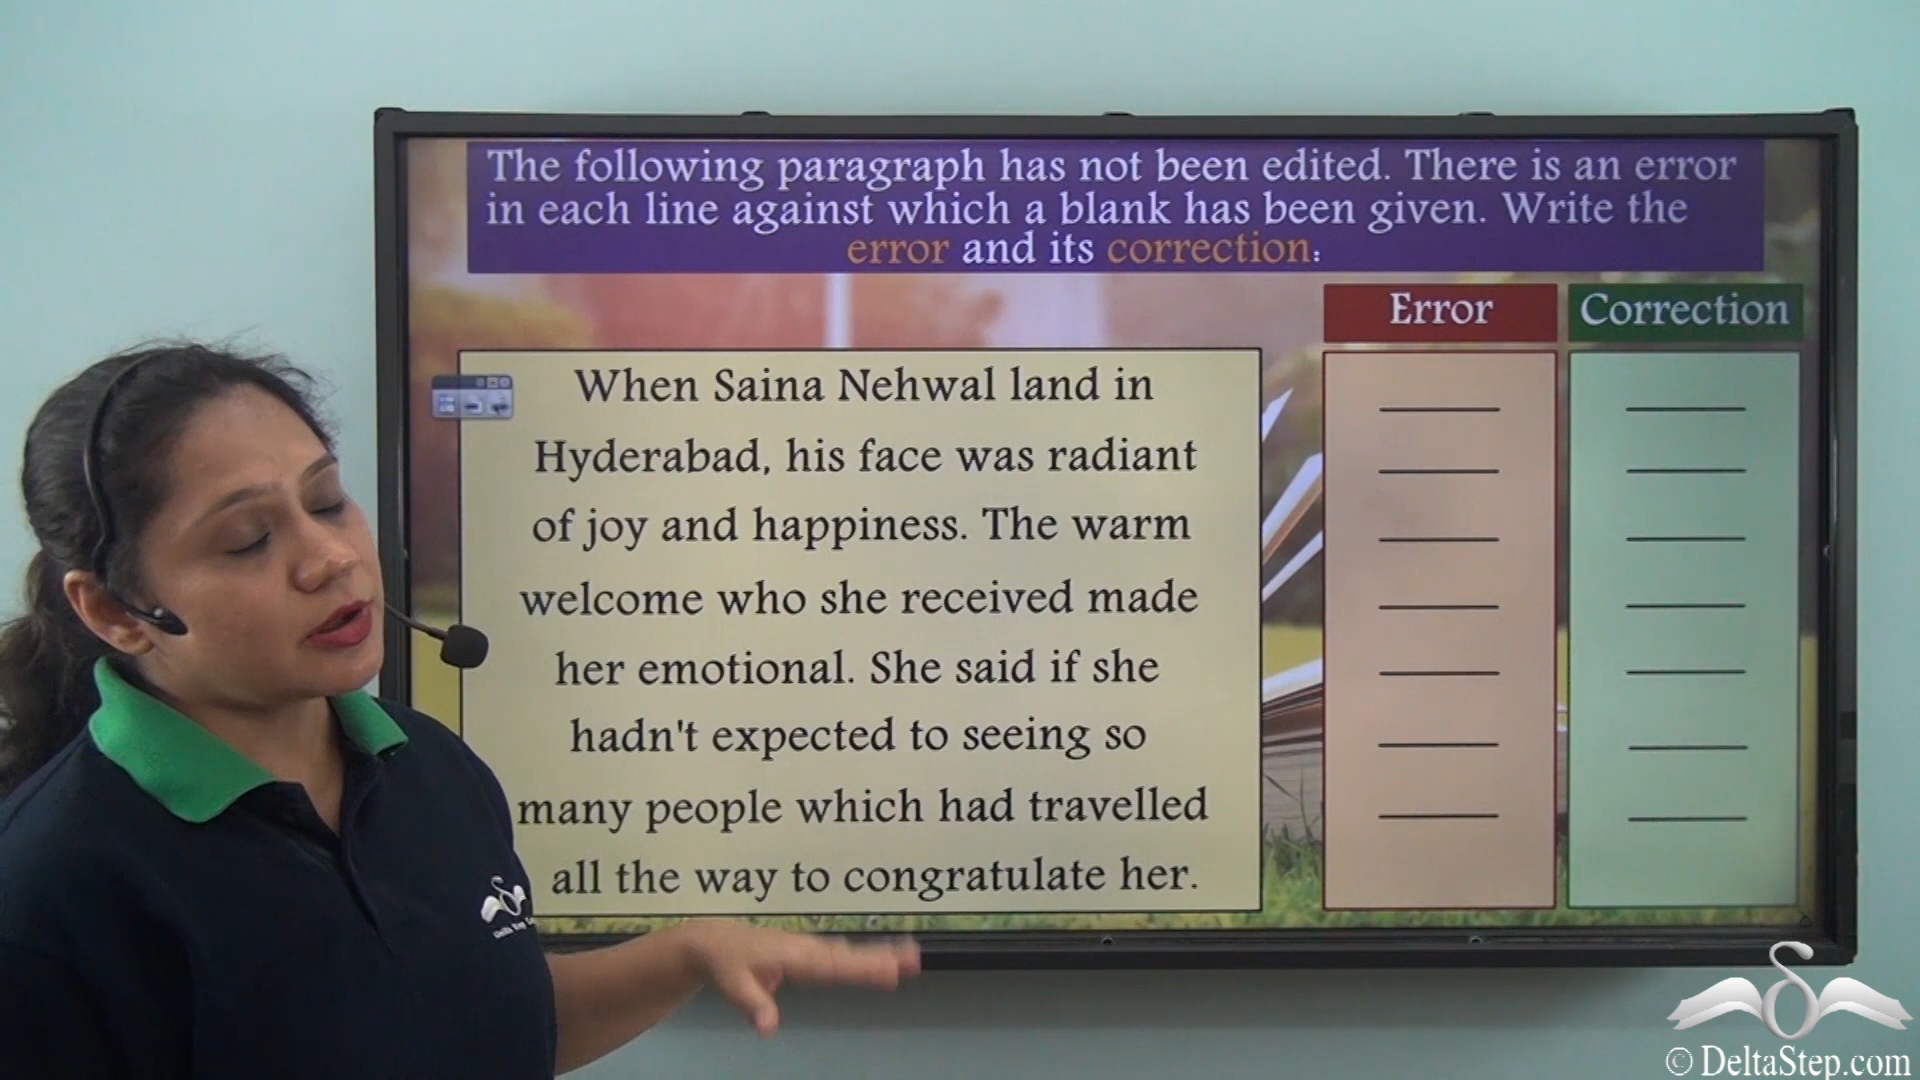 The following paragraph has not been edited. There is an error
in each line against which a blank has been given. Write the
error and its correction:
Error
Correction
When Saina Nehwal land in
Hyderabad, his face was radiant
of joy and happiness. The warm
welcome who she received made
her emotional. She said if she
hadn't expected to seeing so
many people which had travelled
all the way to congratulate her.
© DeltaStep.com